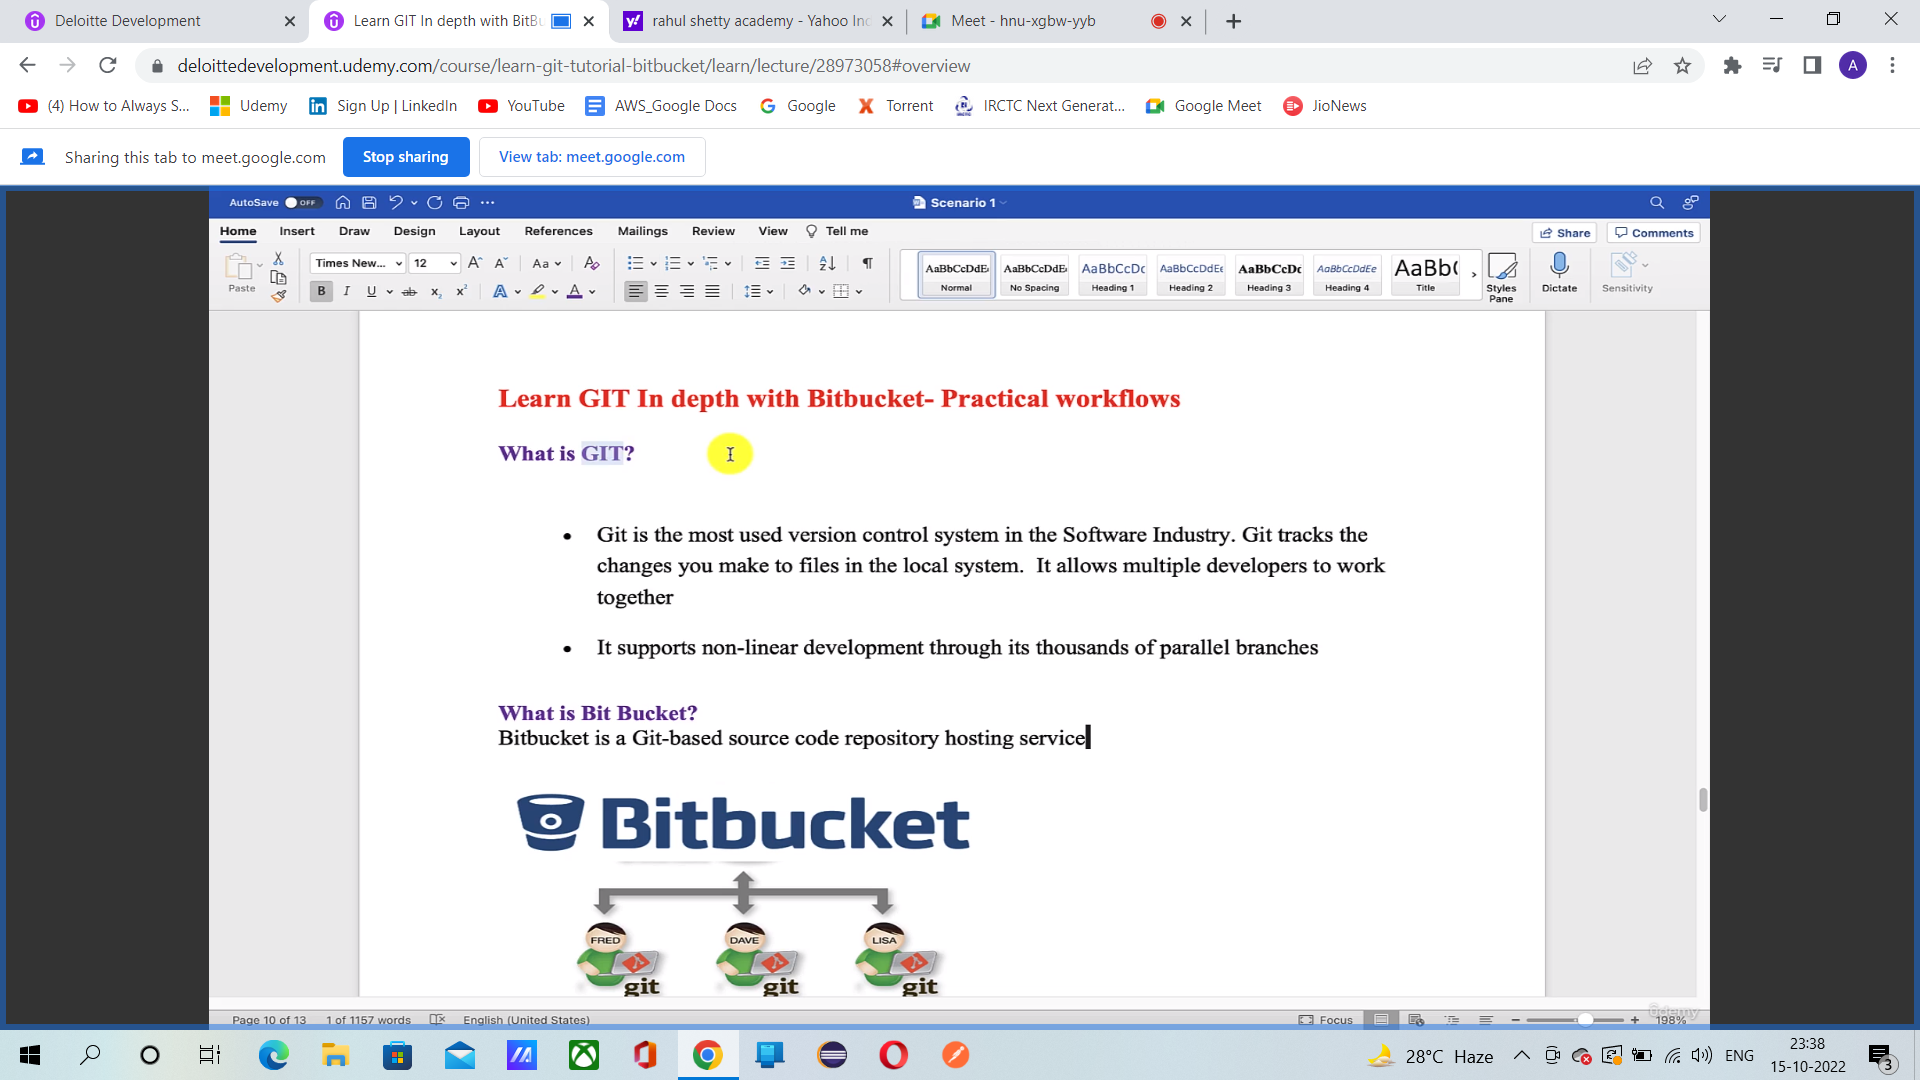 Deloitte Development
Learn GIT In depth with BitBu
rahul shetty academy - Yahoo Ind
Meet - hnu-xgbw-yyb
deloittedevelopment.udemy.com/course/learn-git-tutorial-bitbucket/learn/lecture/28973058#overview
A
(4) How to Always S...
Udemy
Sign Up | LinkedIn
YouTube
AWS_Google Docs
Google
Torrent
IRCTC Next Generat...
Google Meet
JioNews
Sharing this tab to meet.google.com
Stop sharing
View tab: meet.google.com
AutoSave OFF
Scenario 1
Home Insert Draw Design Layout References Mailings Review View Tell me
Share
Comments
Paste
Times New...
12
Aa
AaBbCcDdE
Normal
AaBbCcDdE
No Spacing
AaBbCcDc
Heading 1
AaBbCcDdEe
Heading 2
AaBbCcDc
Heading 3
AaBbCcDdEe
Heading 4
AaBb(
Title
Styles
Pane
Dictate
Sensitivity
Learn GIT In depth with Bitbucket- Practical workflows
What is GIT?
• Git is the most used version control system in the Software Industry. Git tracks the
changes you make to files in the local system. It allows multiple developers to work
together
• It supports non-linear development through its thousands of parallel branches
What is Bit Bucket?
Bitbucket is a Git-based source code repository hosting service
Bitbucket
FRED
DAVE
LISA
git
git
git
Page 10 of 13
1 of 1157 words
English (United States)
Focus
198%
udemy
28°C Haze
ENG
23:38
15-10-2022
3